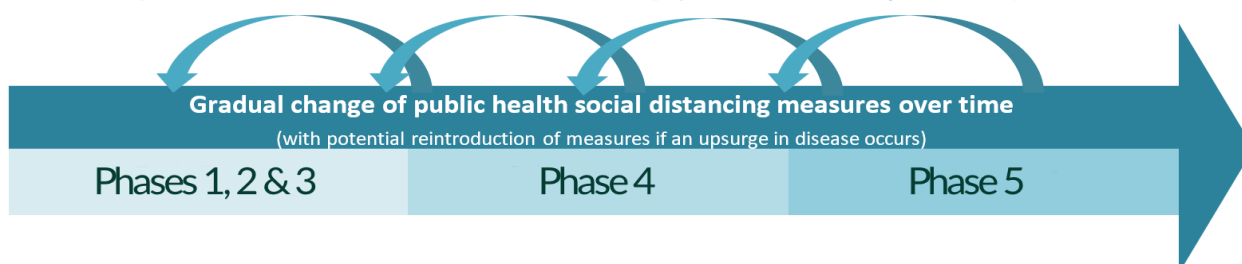 Gradual change of public health social distancing measures over time
(with potential reintroduction of measures if an upsurge in disease occurs)
Phases 1, 2 & 3 Phase 4 Phase 5